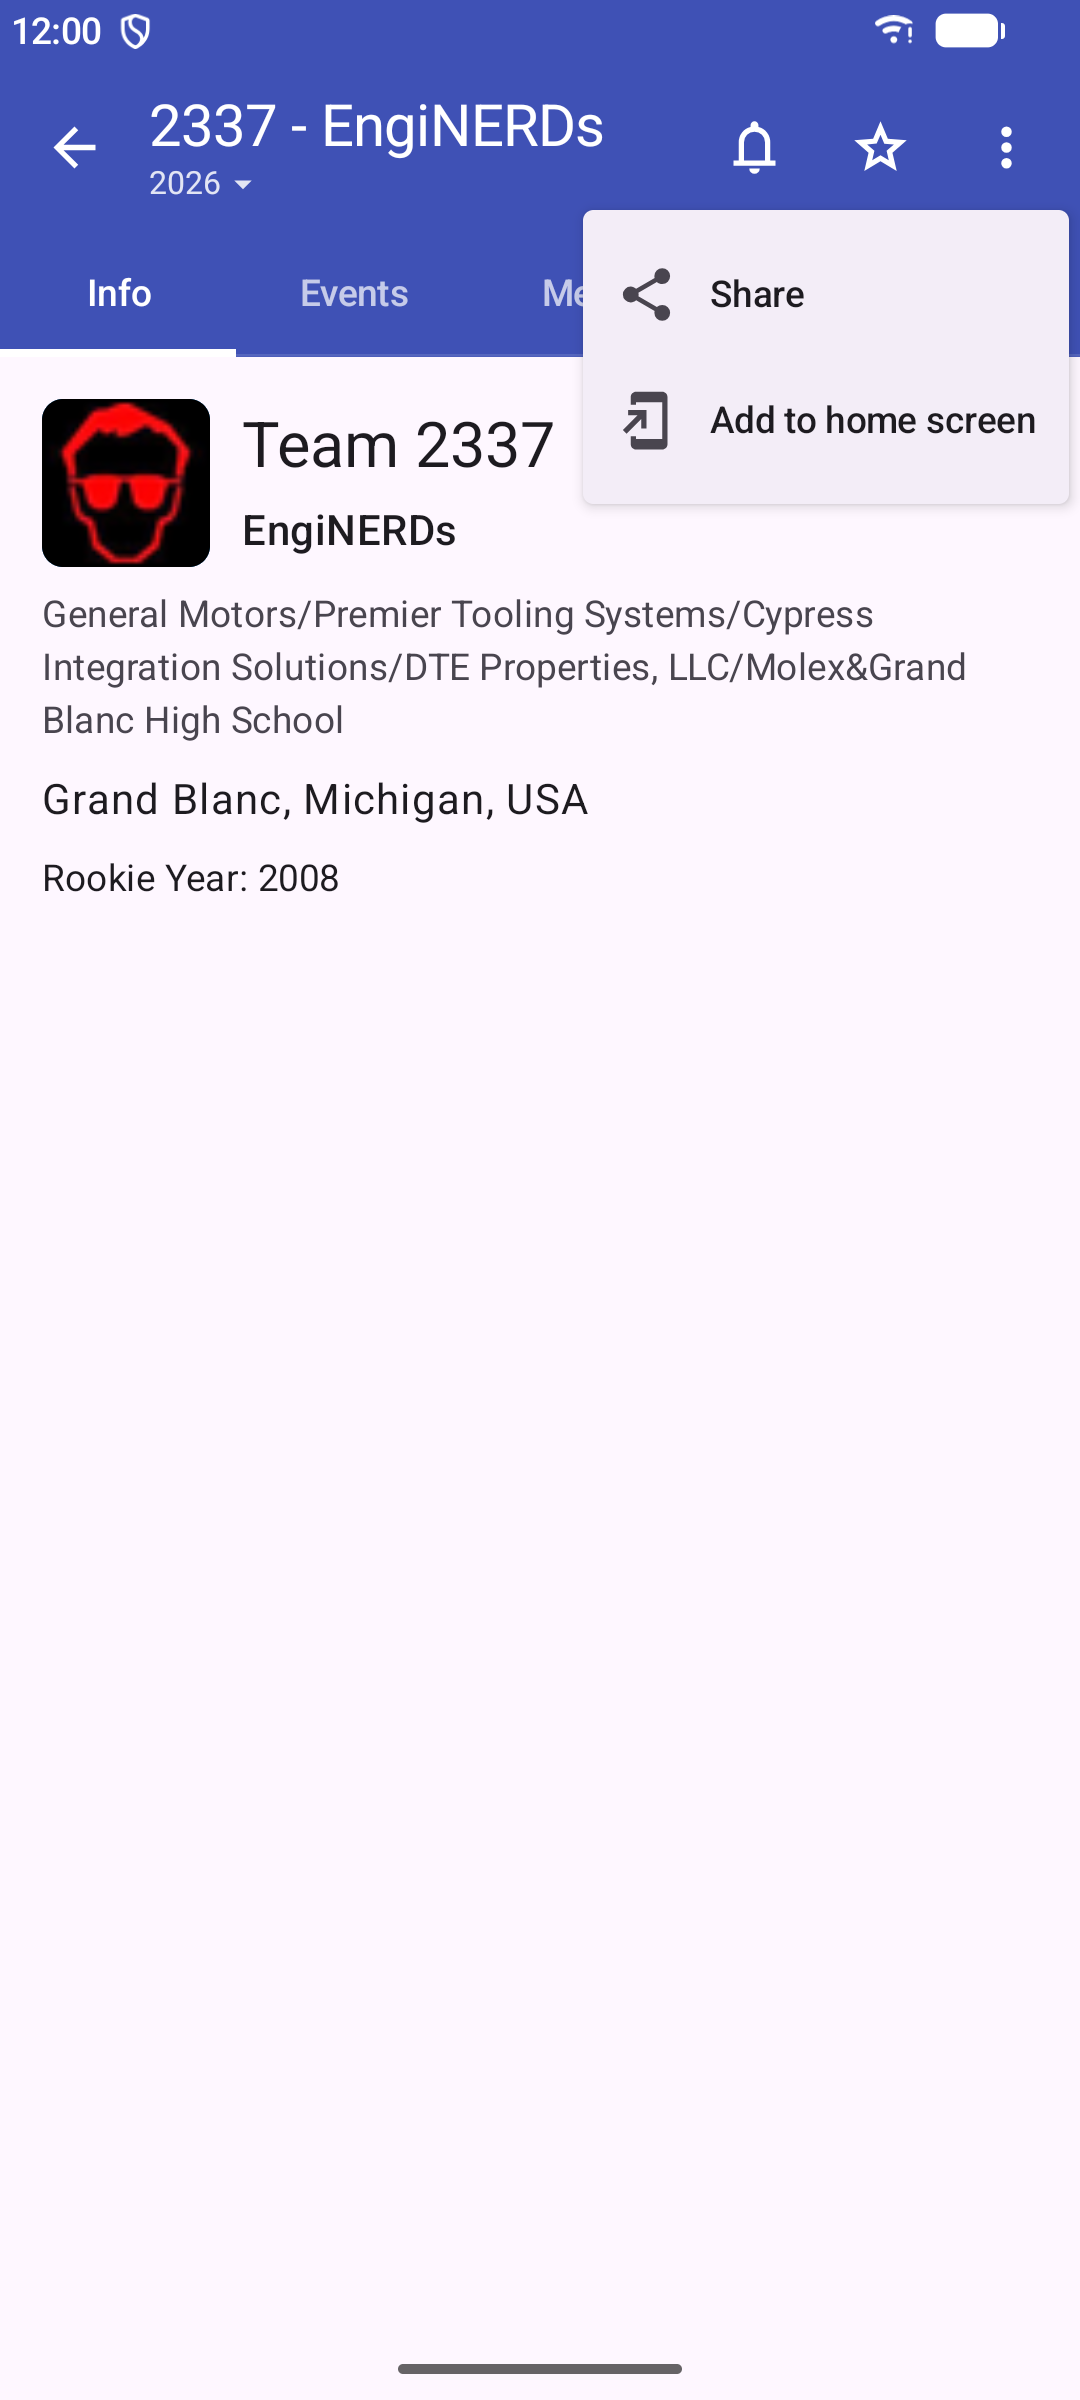 12:00
2337 - EngiNERDs
2026
Info
Events
Me
Share
Add to home screen
Team 2337
EngiNERDs
General Motors/Premier Tooling Systems/Cypress
Integration Solutions/DTE Properties, LLC/Molex&Grand
Blanc High School
Grand Blanc, Michigan, USA
Rookie Year: 2008